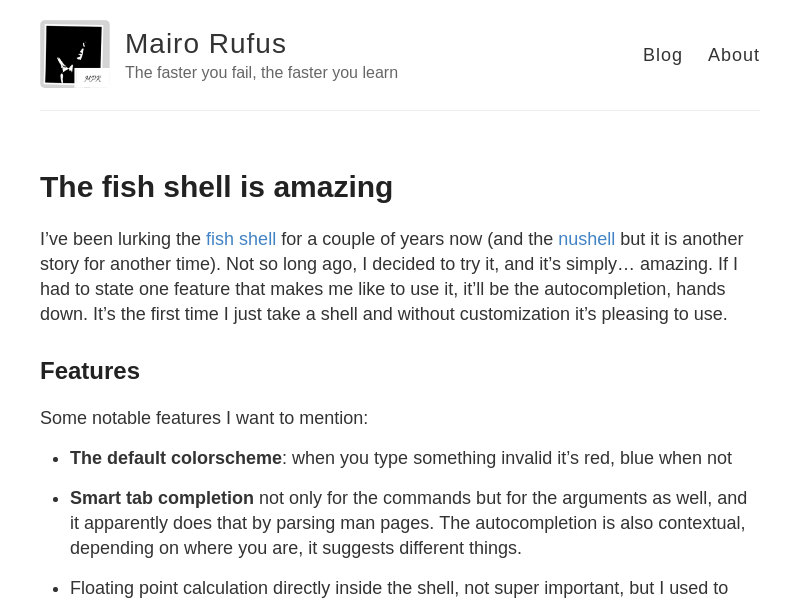 Mairo Rufus
The faster you fail, the faster you learn
Blog About
The fish shell is amazing
I’ve been lurking the fish shell for a couple of years now (and the nushell but it is another
story for another time). Not so long ago, I decided to try it, and it’s simply… amazing. If I
had to state one feature that makes me like to use it, it’ll be the autocompletion, hands
down. It’s the first time I just take a shell and without customization it’s pleasing to use.
Features
Some notable features I want to mention:
• The default colorscheme: when you type something invalid it’s red, blue when not
• Smart tab completion not only for the commands but for the arguments as well, and
it apparently does that by parsing man pages. The autocompletion is also contextual,
depending on where you are, it suggests different things.
• Floating point calculation directly inside the shell, not super important, but I used to